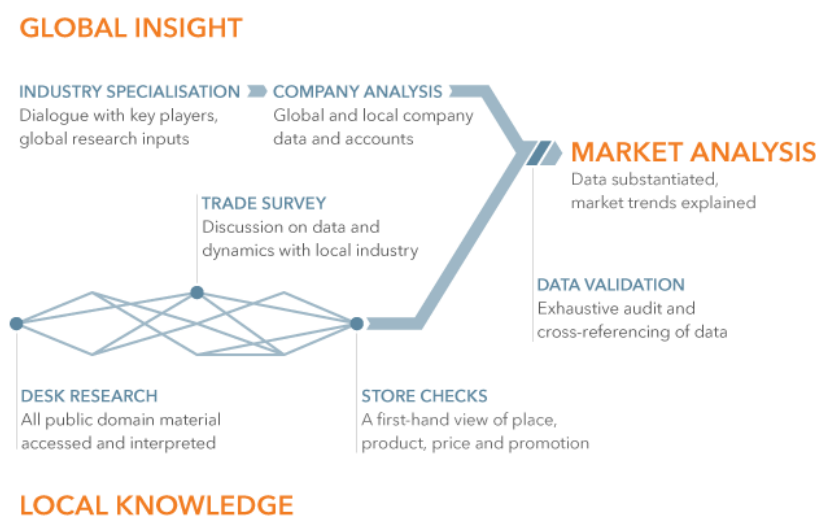 GLOBAL INSIGHT
INDUSTRY SPECIALISATION
Dialogue with key players,
global research inputs
COMPANY ANALYSIS
Global and local company
data and accounts
MARKET ANALYSIS
Data substantiated,
market trends explained
TRADE SURVEY
Discussion on data and
dynamics with local industry
DATA VALIDATION
Exhaustive audit and
cross-referencing of data
DESK RESEARCH
All public domain material
accessed and interpreted
STORE CHECKS
A first-hand view of place,
product, price and promotion
LOCAL KNOWLEDGE